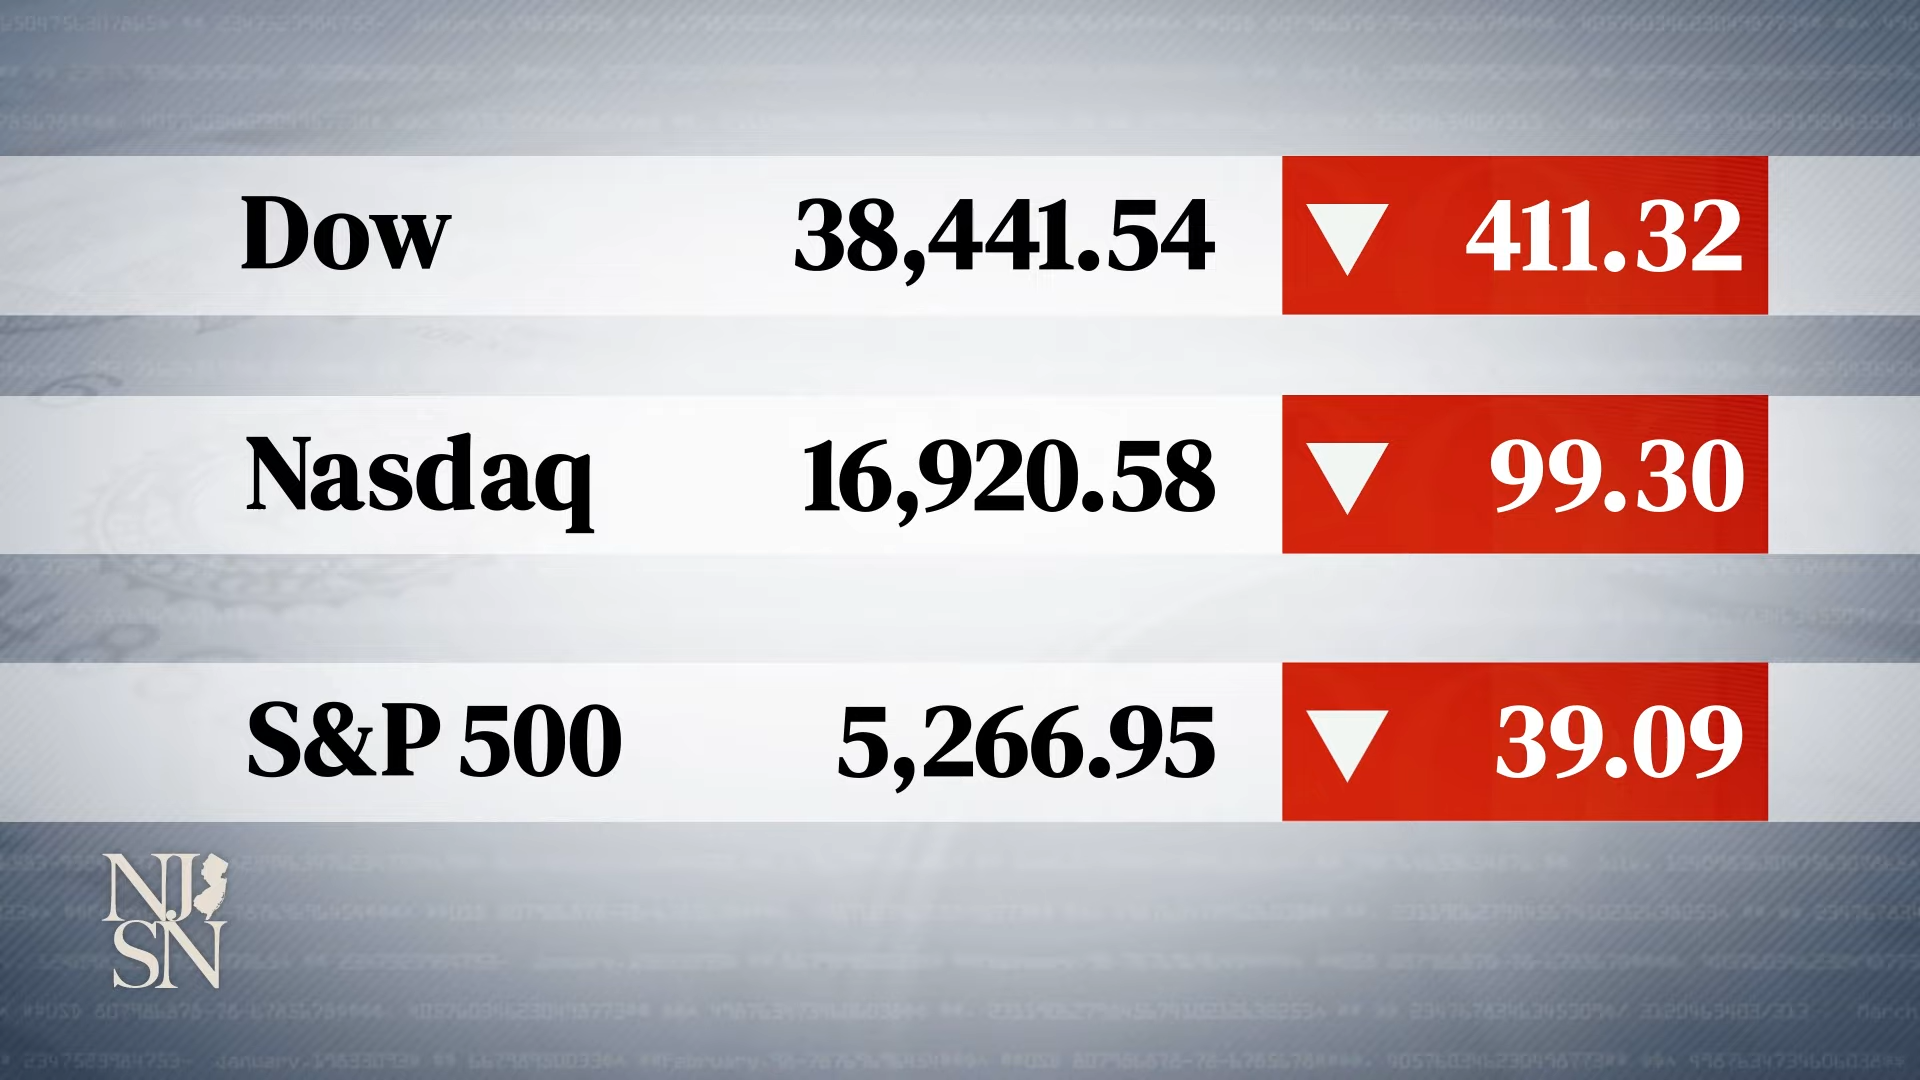 Dow 38,441.54 ▼ 411.32
Nasdaq 16,920.58 ▼ 99.30
S&P 500 5,266.95 ▼ 39.09
NJ
SN